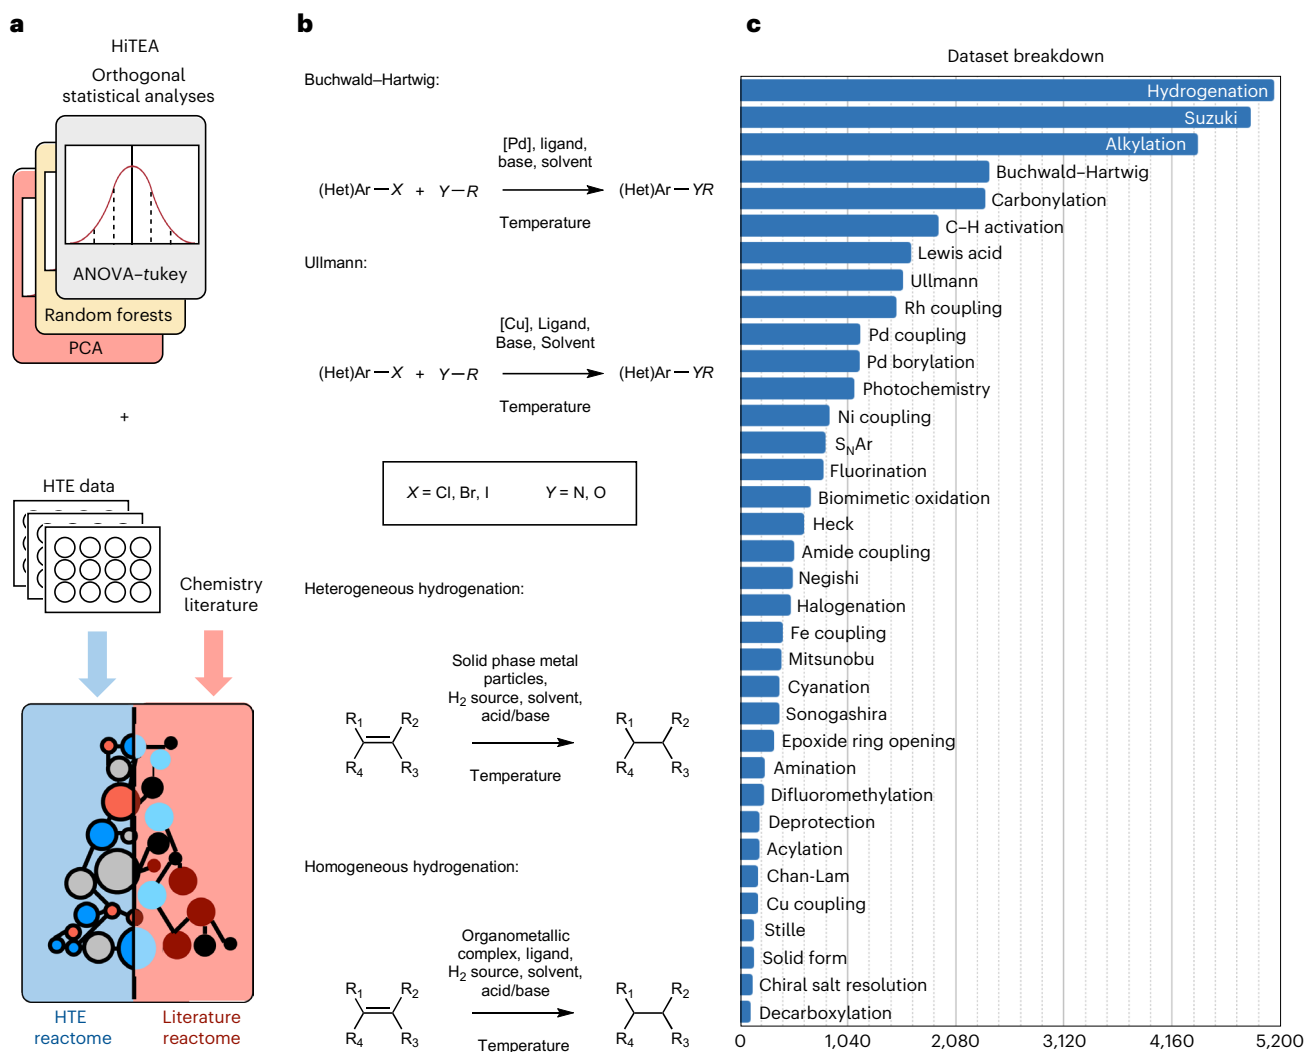 a
HiTEA
Orthogonal
statistical analyses
ANOVA–tukey
Random forests
PCA
+
HTE data
Chemistry
literature
HTE
reactome
Literature
reactome
b
Buchwald–Hartwig:
[Pd], ligand,
base, solvent
(Het)Ar—X + Y—R
(Het)Ar—YR
Temperature
Ullmann:
[Cu], Ligand,
Base, Solvent
(Het)Ar—X + Y—R
(Het)Ar—YR
Temperature
X = Cl, Br, I Y = N, O
Heterogeneous hydrogenation:
Solid phase metal
particles,
H2 source, solvent,
acid/base
R1 R2
R4 R3
R1 R2
R4 R3
Temperature
Homogeneous hydrogenation:
Organometallic
complex, ligand,
H2 source, solvent,
acid/base
R1 R2
R4 R3
R1 R2
R4 R3
Temperature
c
Dataset breakdown
Hydrogenation
Suzuki
Alkylation
Buchwald–Hartwig
Carbonylation
C–H activation
Lewis acid
Ullmann
Rh coupling
Pd coupling
Pd borylation
Photochemistry
Ni coupling
SNAr
Fluorination
Biomimetic oxidation
Heck
Amide coupling
Negishi
Halogenation
Fe coupling
Mitsunobu
Cyanation
Sonogashira
Epoxide ring opening
Amination
Difluoromethylation
Deprotection
Acylation
Chan-Lam
Cu coupling
Stille
Solid form
Chiral salt resolution
Decarboxylation
0 1,040 2,080 3,120 4,160 5,200